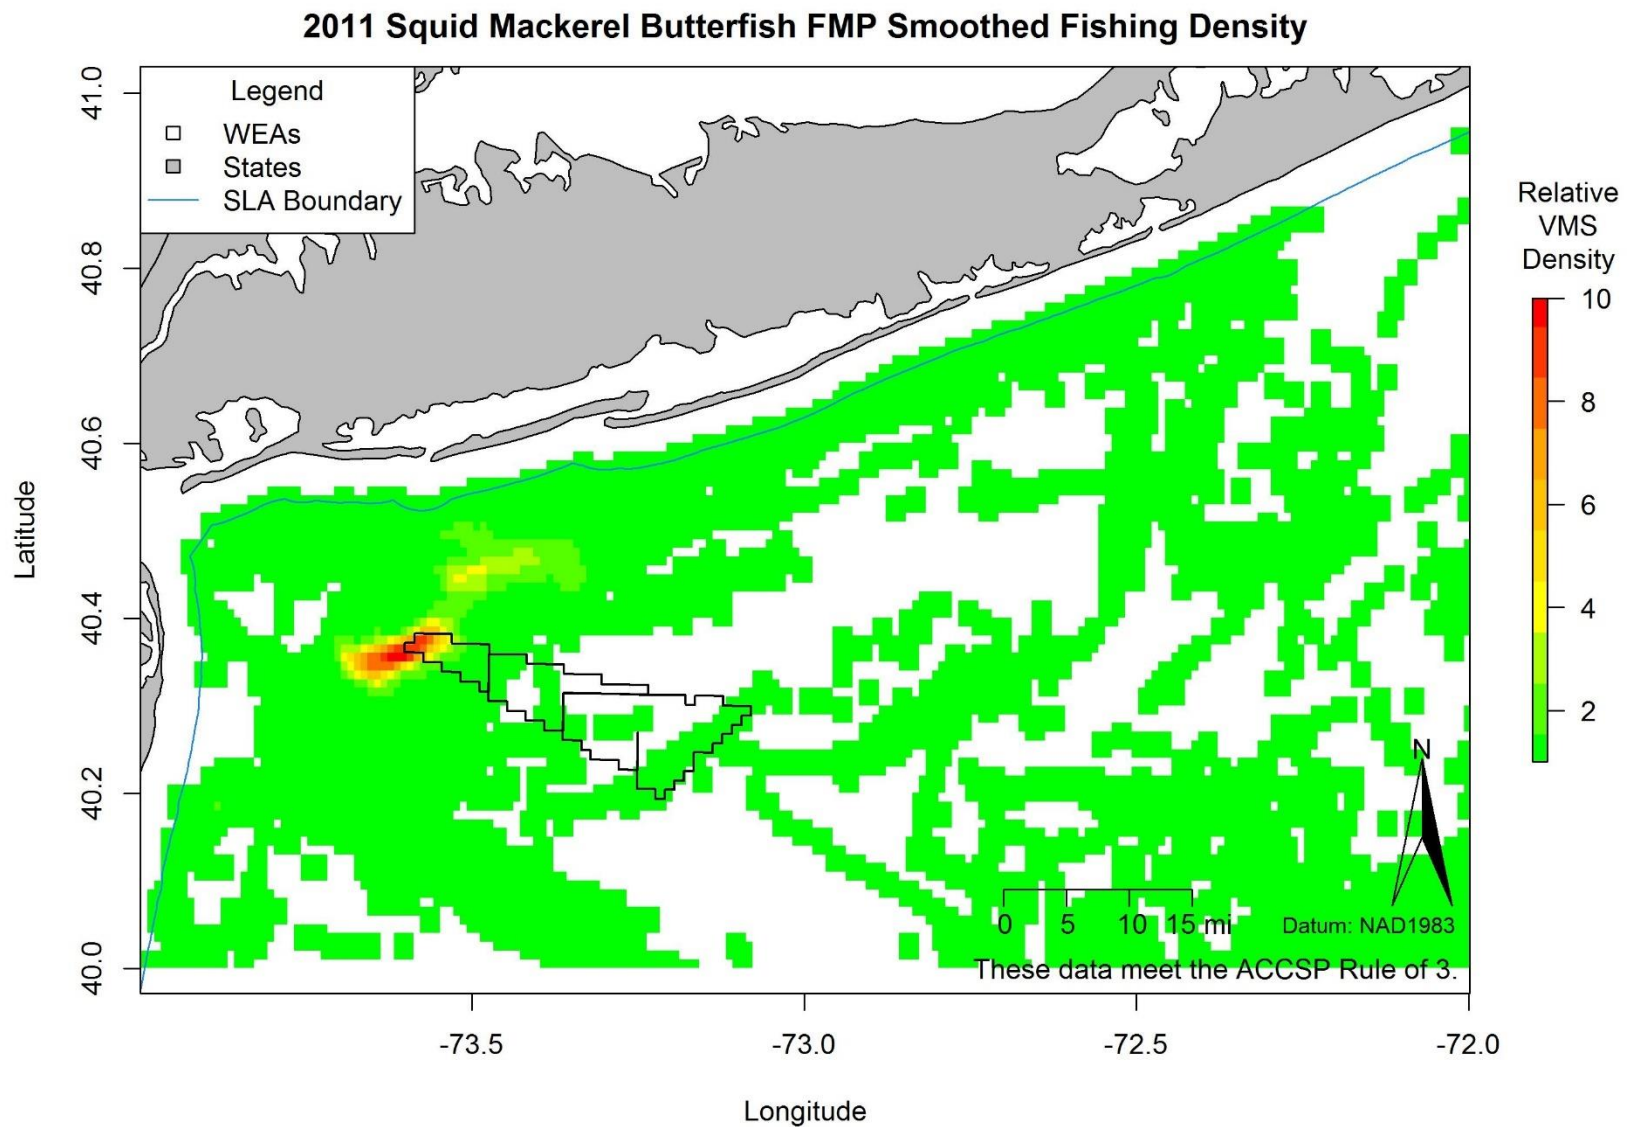 2011 Squid Mackerel Butterfish FMP Smoothed Fishing Density
Legend
WEAs
States
SLA Boundary
Latitude
41.0
40.8
40.6
40.4
40.2
40.0
Relative
VMS
Density
10
8
6
4
2
N
0 5 10 15 mi
Datum: NAD1983
These data meet the ACCSP Rule of 3.
-73.5 -73.0 -72.5 -72.0
Longitude